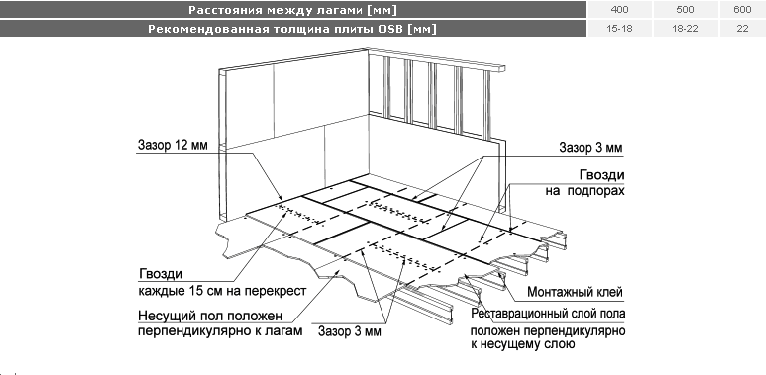 Расстояния между лагами [мм] 400 500 600
Рекомендованная толщина плиты OSB [мм] 15-18 18-22 22
Зазор 12 мм
Зазор 3 мм
Гвозди
на подпорах
Гвозди
каждые 15 см на перекрест
Несущий пол положен
перпендикулярно к лагам
Зазор 3 мм
Монтажный клей
Реставрационный слой пола
положен перпендикулярно
к несущему слою